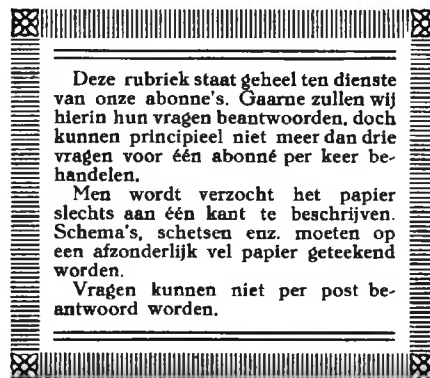 Deze rubriek staat geheel ten dienste
van onze abonne's. Gaarne zullen wij
hierin hun vragen beantwoorden, doch
kunnen principieel niet meer dan drie
vragen voor één abonné per keer be-
handelen.
Men wordt verzocht het papier
slechts aan één kant te beschrijven.
Schema's, schetsen enz. moeten op
een afzonderlijk vel papier geteekend
worden.
Vragen kunnen niet per post be-
antwoord worden.